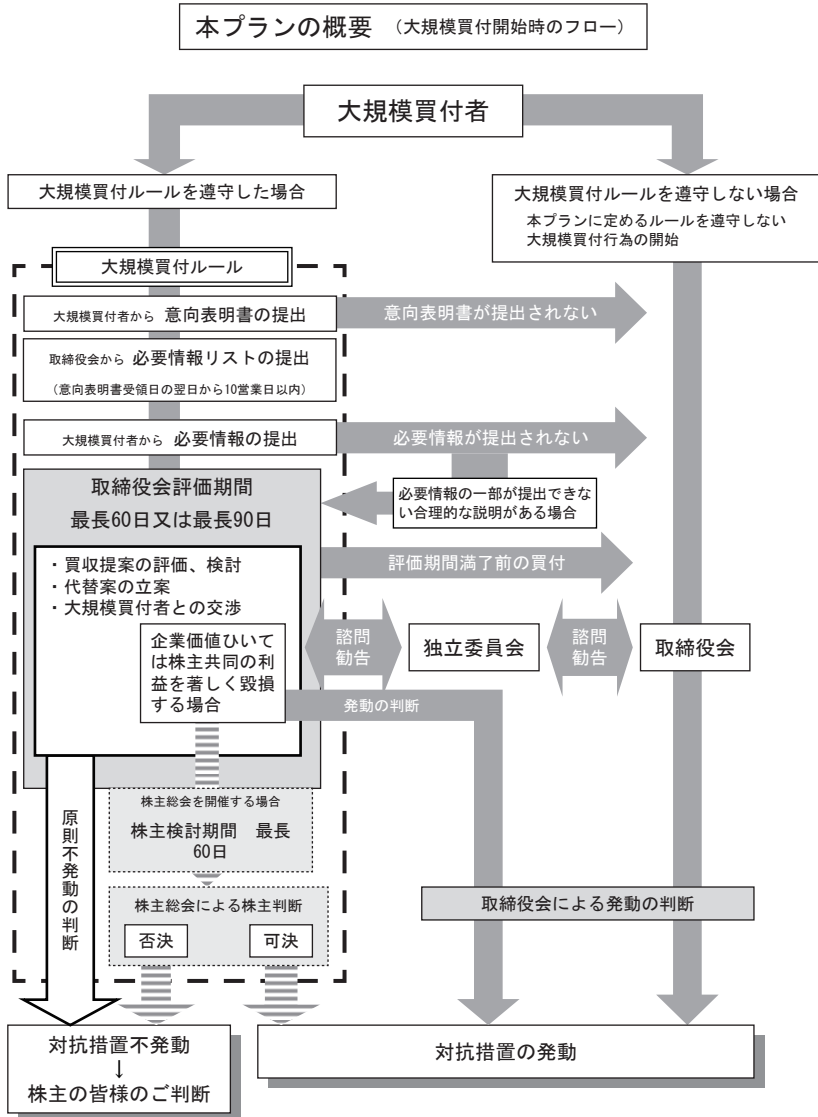 本プランの概要 （大規模買付開始時のフロー）
大規模買付者
大規模買付ルールを遵守した場合
大規模買付ルールを遵守しない場合
本プランに定めるルールを遵守しない
大規模買付行為の開始
大規模買付ルール
大規模買付者から 意向表明書の提出
意向表明書が提出されない
取締役会から 必要情報リストの提出
（意向表明書受領日の翌日から10営業日以内）
大規模買付者から 必要情報の提出
必要情報が提出されない
取締役会評価期間
最長60日又は最長90日
必要情報の一部が提出できな
い合理的な説明がある場合
・買収提案の評価、検討
・代替案の立案
・大規模買付者との交渉
評価期間満了前の買付
企業価値ひいて
は株主共同の利
益を著しく毀損
する場合
諮問
勧告
独立委員会
諮問
勧告
取締役会
発動の判断
原則不発動の判断
株主総会を開催する場合
株主検討期間　最長
60日
株主総会による株主判断
否決
可決
取締役会による発動の判断
対抗措置不発動
↓
株主の皆様のご判断
対抗措置の発動